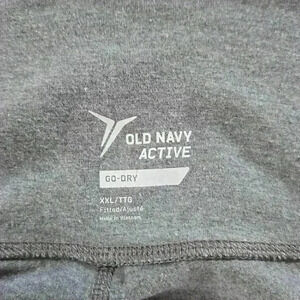 OLD NAVY
ACTIVE
GO-DRY
XXL/TTG
Fitted/Ajusté
Made in Vietnam